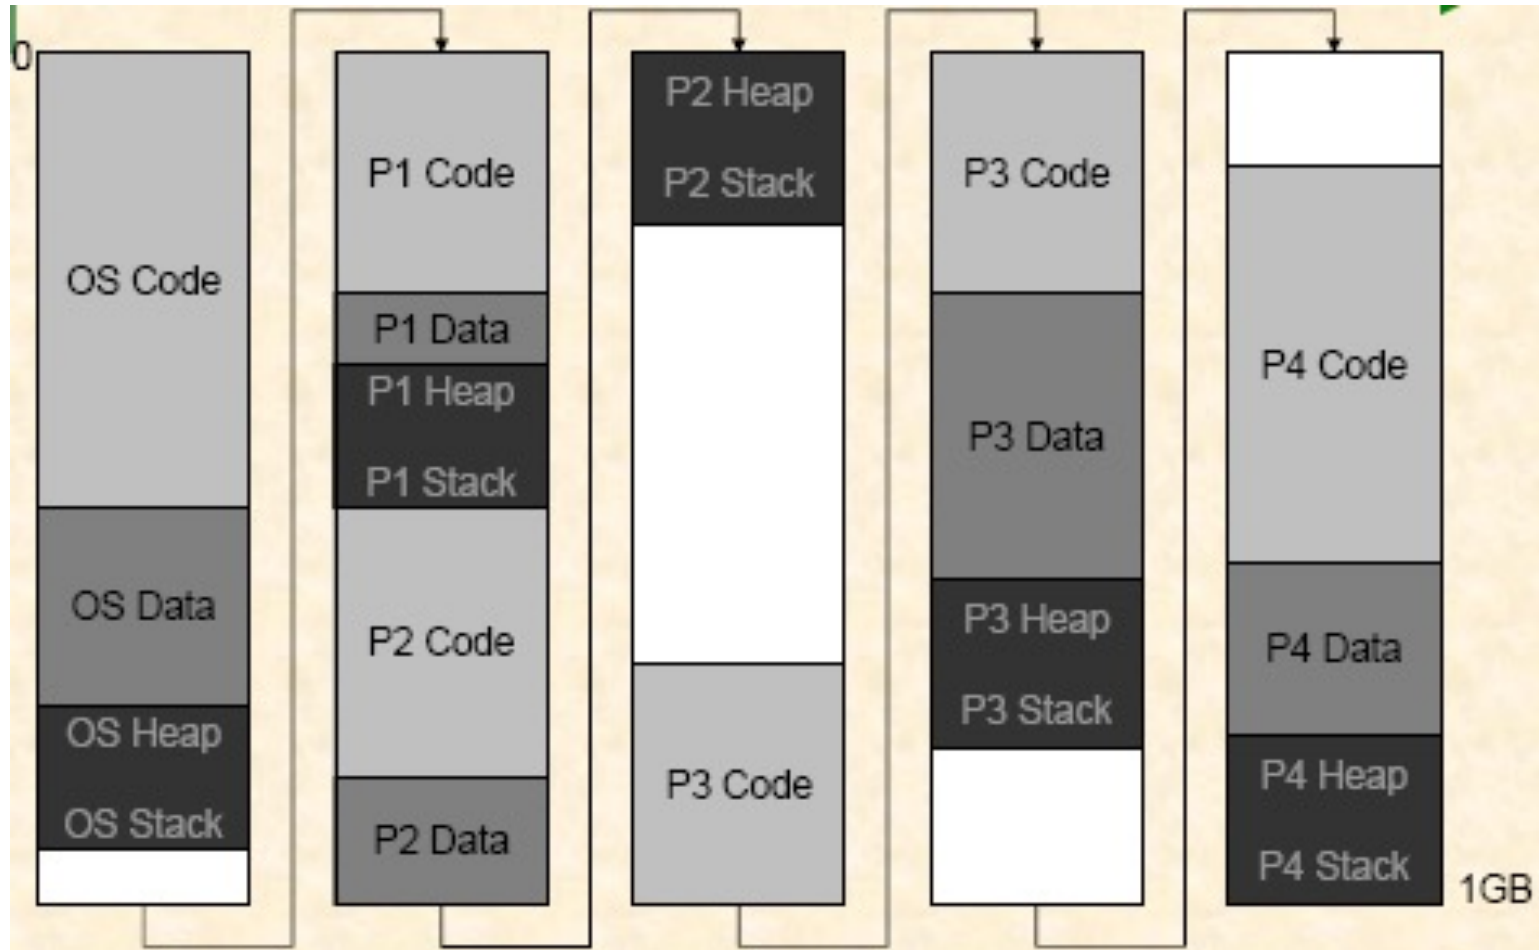 0
OS Code
OS Data
OS Heap
OS Stack
P1 Code
P1 Data
P1 Heap
P1 Stack
P2 Code
P2 Data
P2 Heap
P2 Stack
P3 Code
P3 Code
P3 Data
P3 Heap
P3 Stack
P4 Code
P4 Data
P4 Heap
P4 Stack
1GB